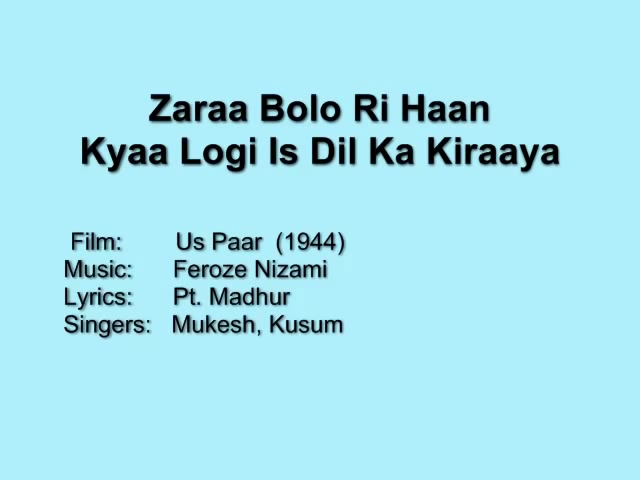 Zaraa Bolo Ri Haan
Kyaa Logi Is Dil Ka Kiraaya
Film: Us Paar (1944)
Music: Feroze Nizami
Lyrics: Pt. Madhur
Singers: Mukesh, Kusum